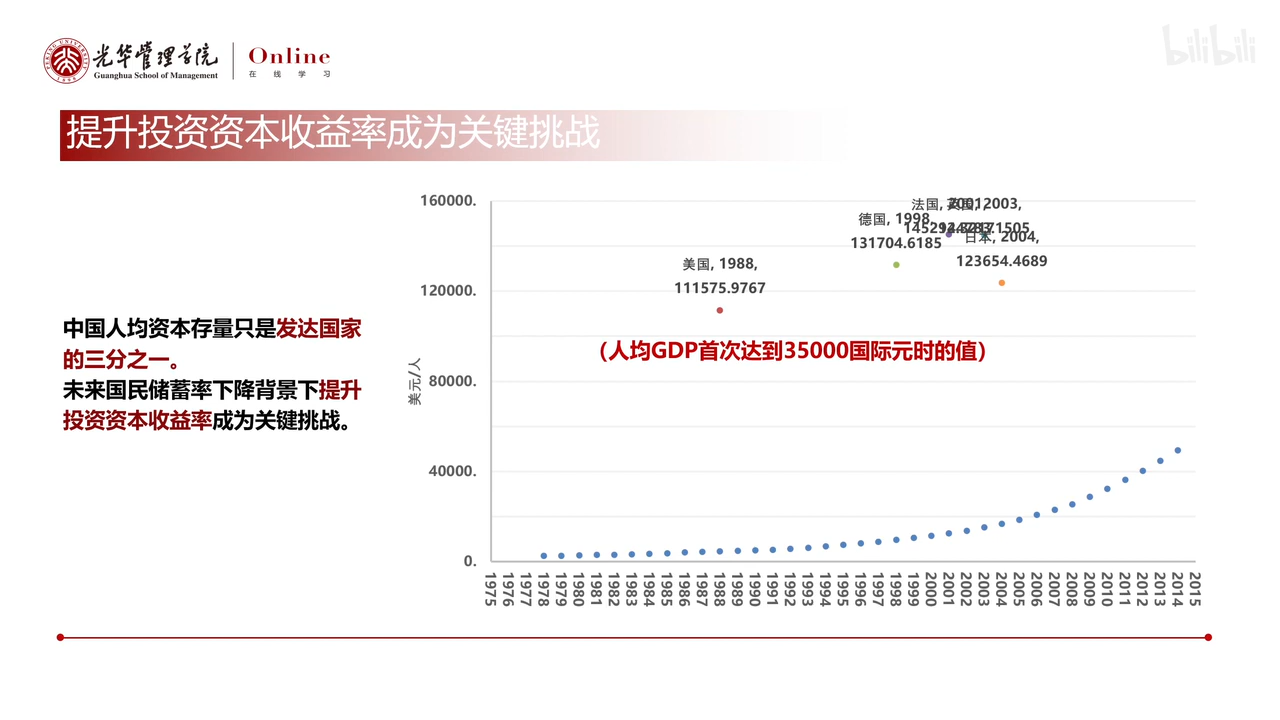 光华管理学院
Guanghua School of Management
Online
在线学习
bilibili
提升投资资本收益率成为关键挑战
中国人均资本存量只是发达国家
的三分之一。
未来国民储蓄率下降背景下提升
投资资本收益率成为关键挑战。
美元/人
160000.
120000.
80000.
40000.
0.
美国, 1988,
111575.9767
德国, 1998,
131704.6185
法国, 2001,
2003,
日本, 2004,
123654.4689
（人均GDP首次达到35000国际元时的值）
1975 1976 1977 1978 1979 1980 1981 1982 1983 1984 1985 1986 1987 1988 1989 1990 1991 1992 1993 1994 1995 1996 1997 1998 1999 2000 2001 2002 2003 2004 2005 2006 2007 2008 2009 2010 2011 2012 2013 2014 2015